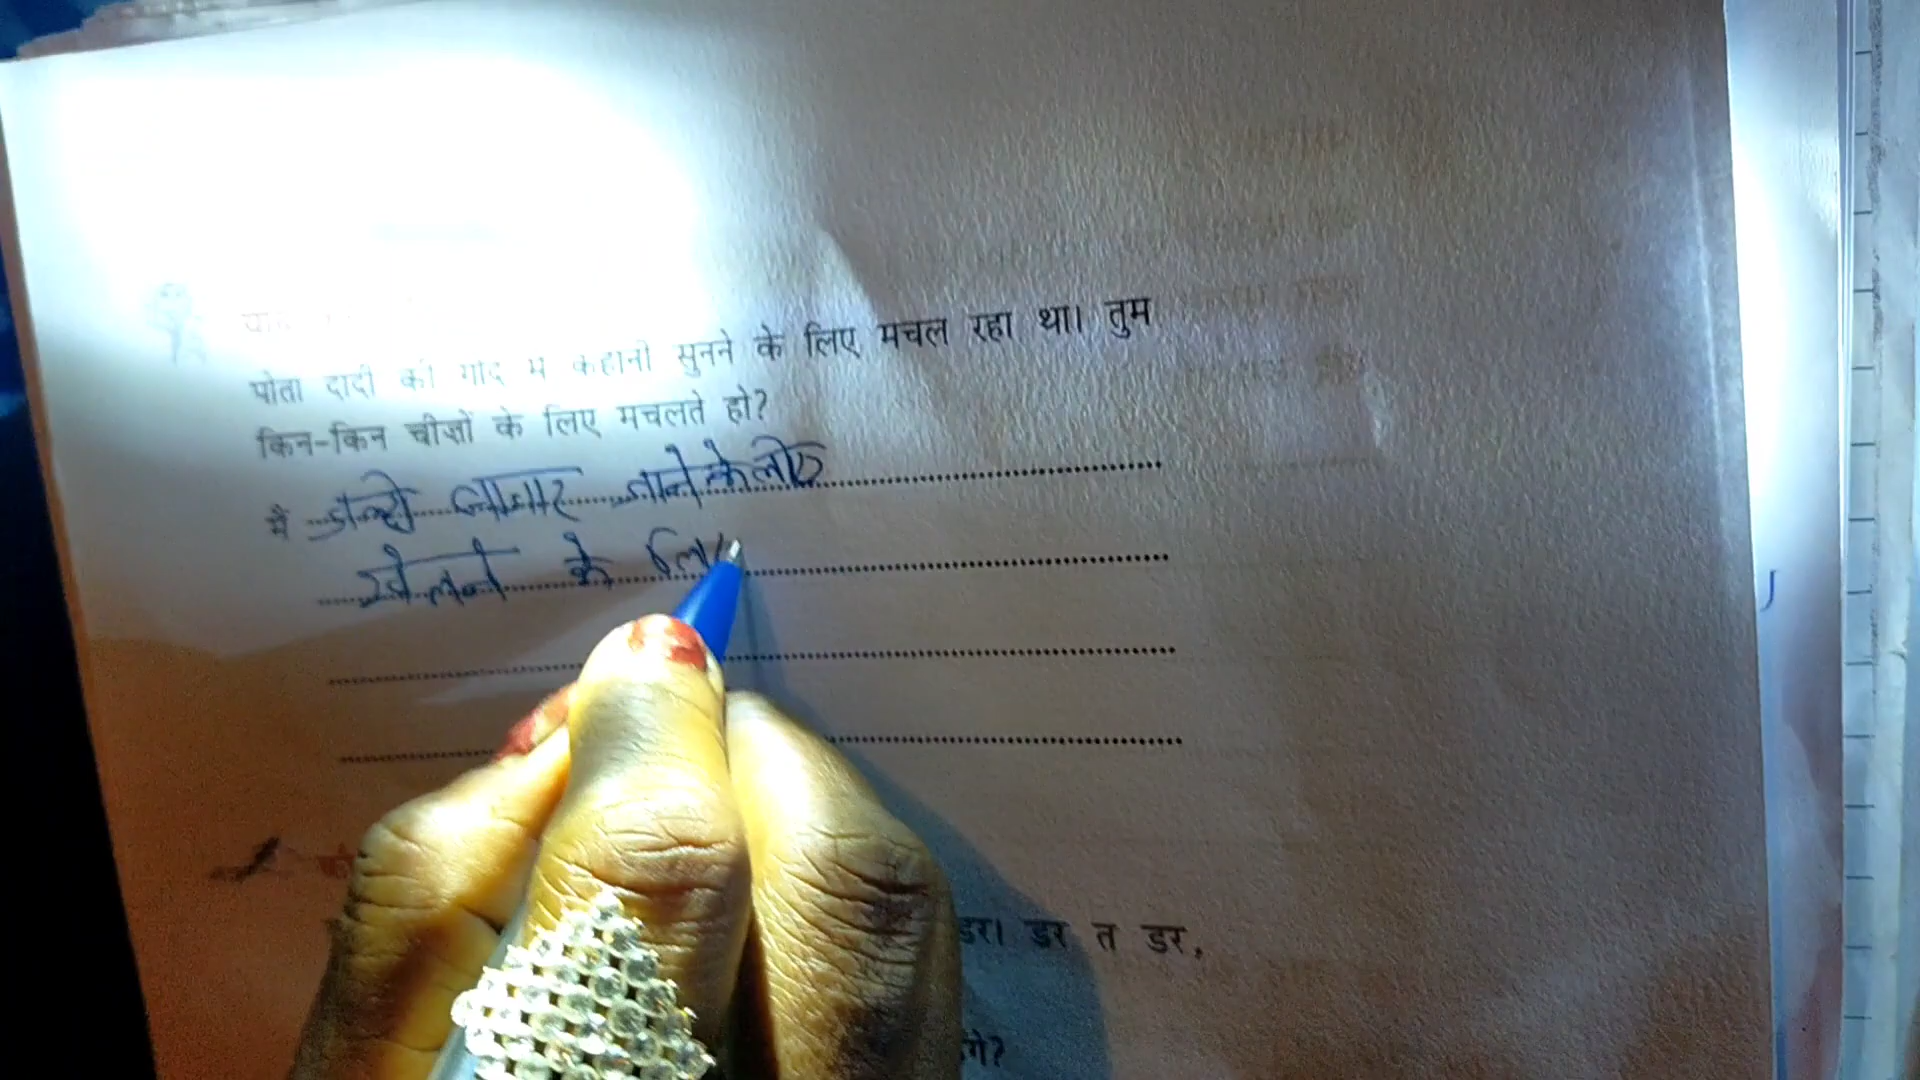 पोता दादी की गोद में कहानी सुनने के लिए मचल रहा था। तुम
किन-किन चीज़ों के लिए मचलते हो?
मैं जाने के लीए
खेलने के लि
डर। डर त डर,